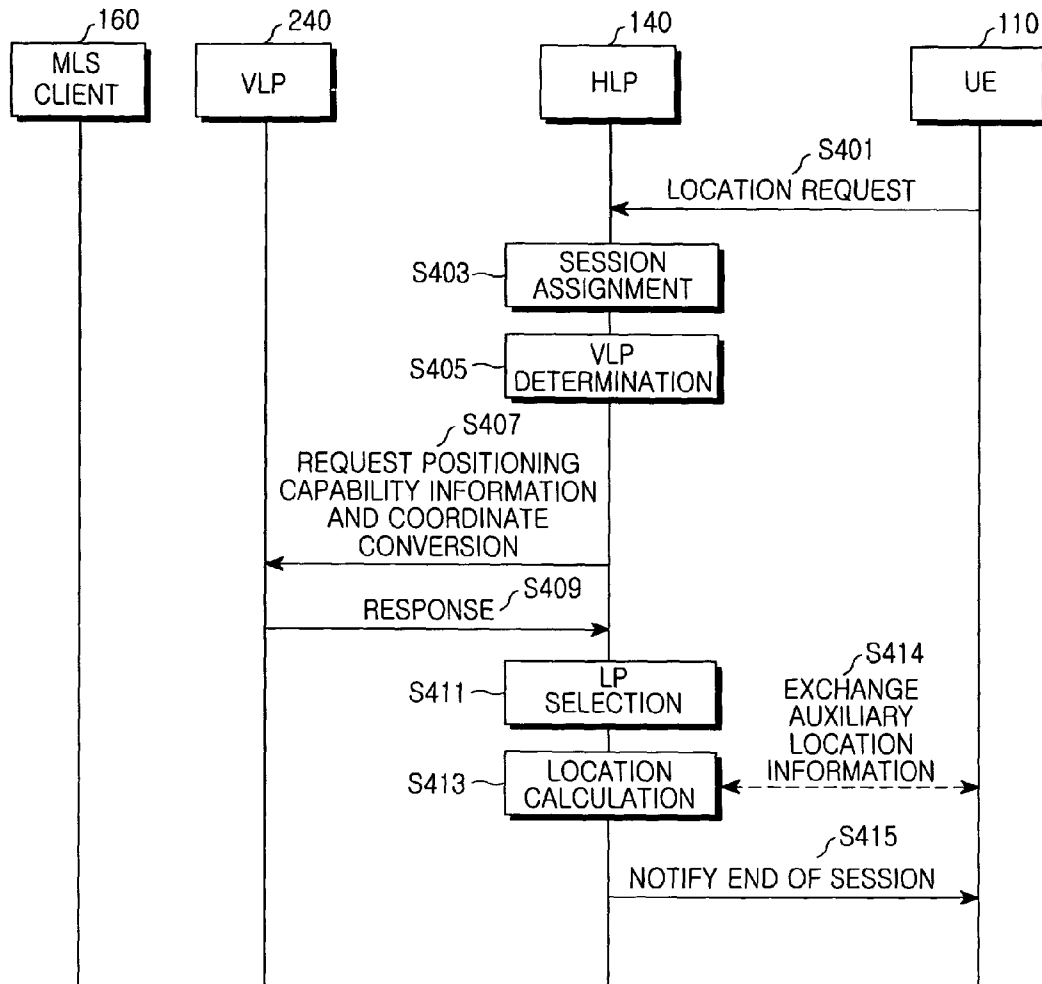 160
240
140
110
MLS
CLIENT
VLP
HLP
UE
S401
LOCATION REQUEST
S403
SESSION
ASSIGNMENT
S405
VLP
DETERMINATION
S407
REQUEST POSITIONING
CAPABILITY INFORMATION
AND COORDINATE
CONVERSION
S409
RESPONSE
S411
LP
SELECTION
S414
EXCHANGE
AUXILIARY
LOCATION
INFORMATION
S413
LOCATION
CALCULATION
S415
NOTIFY END OF SESSION